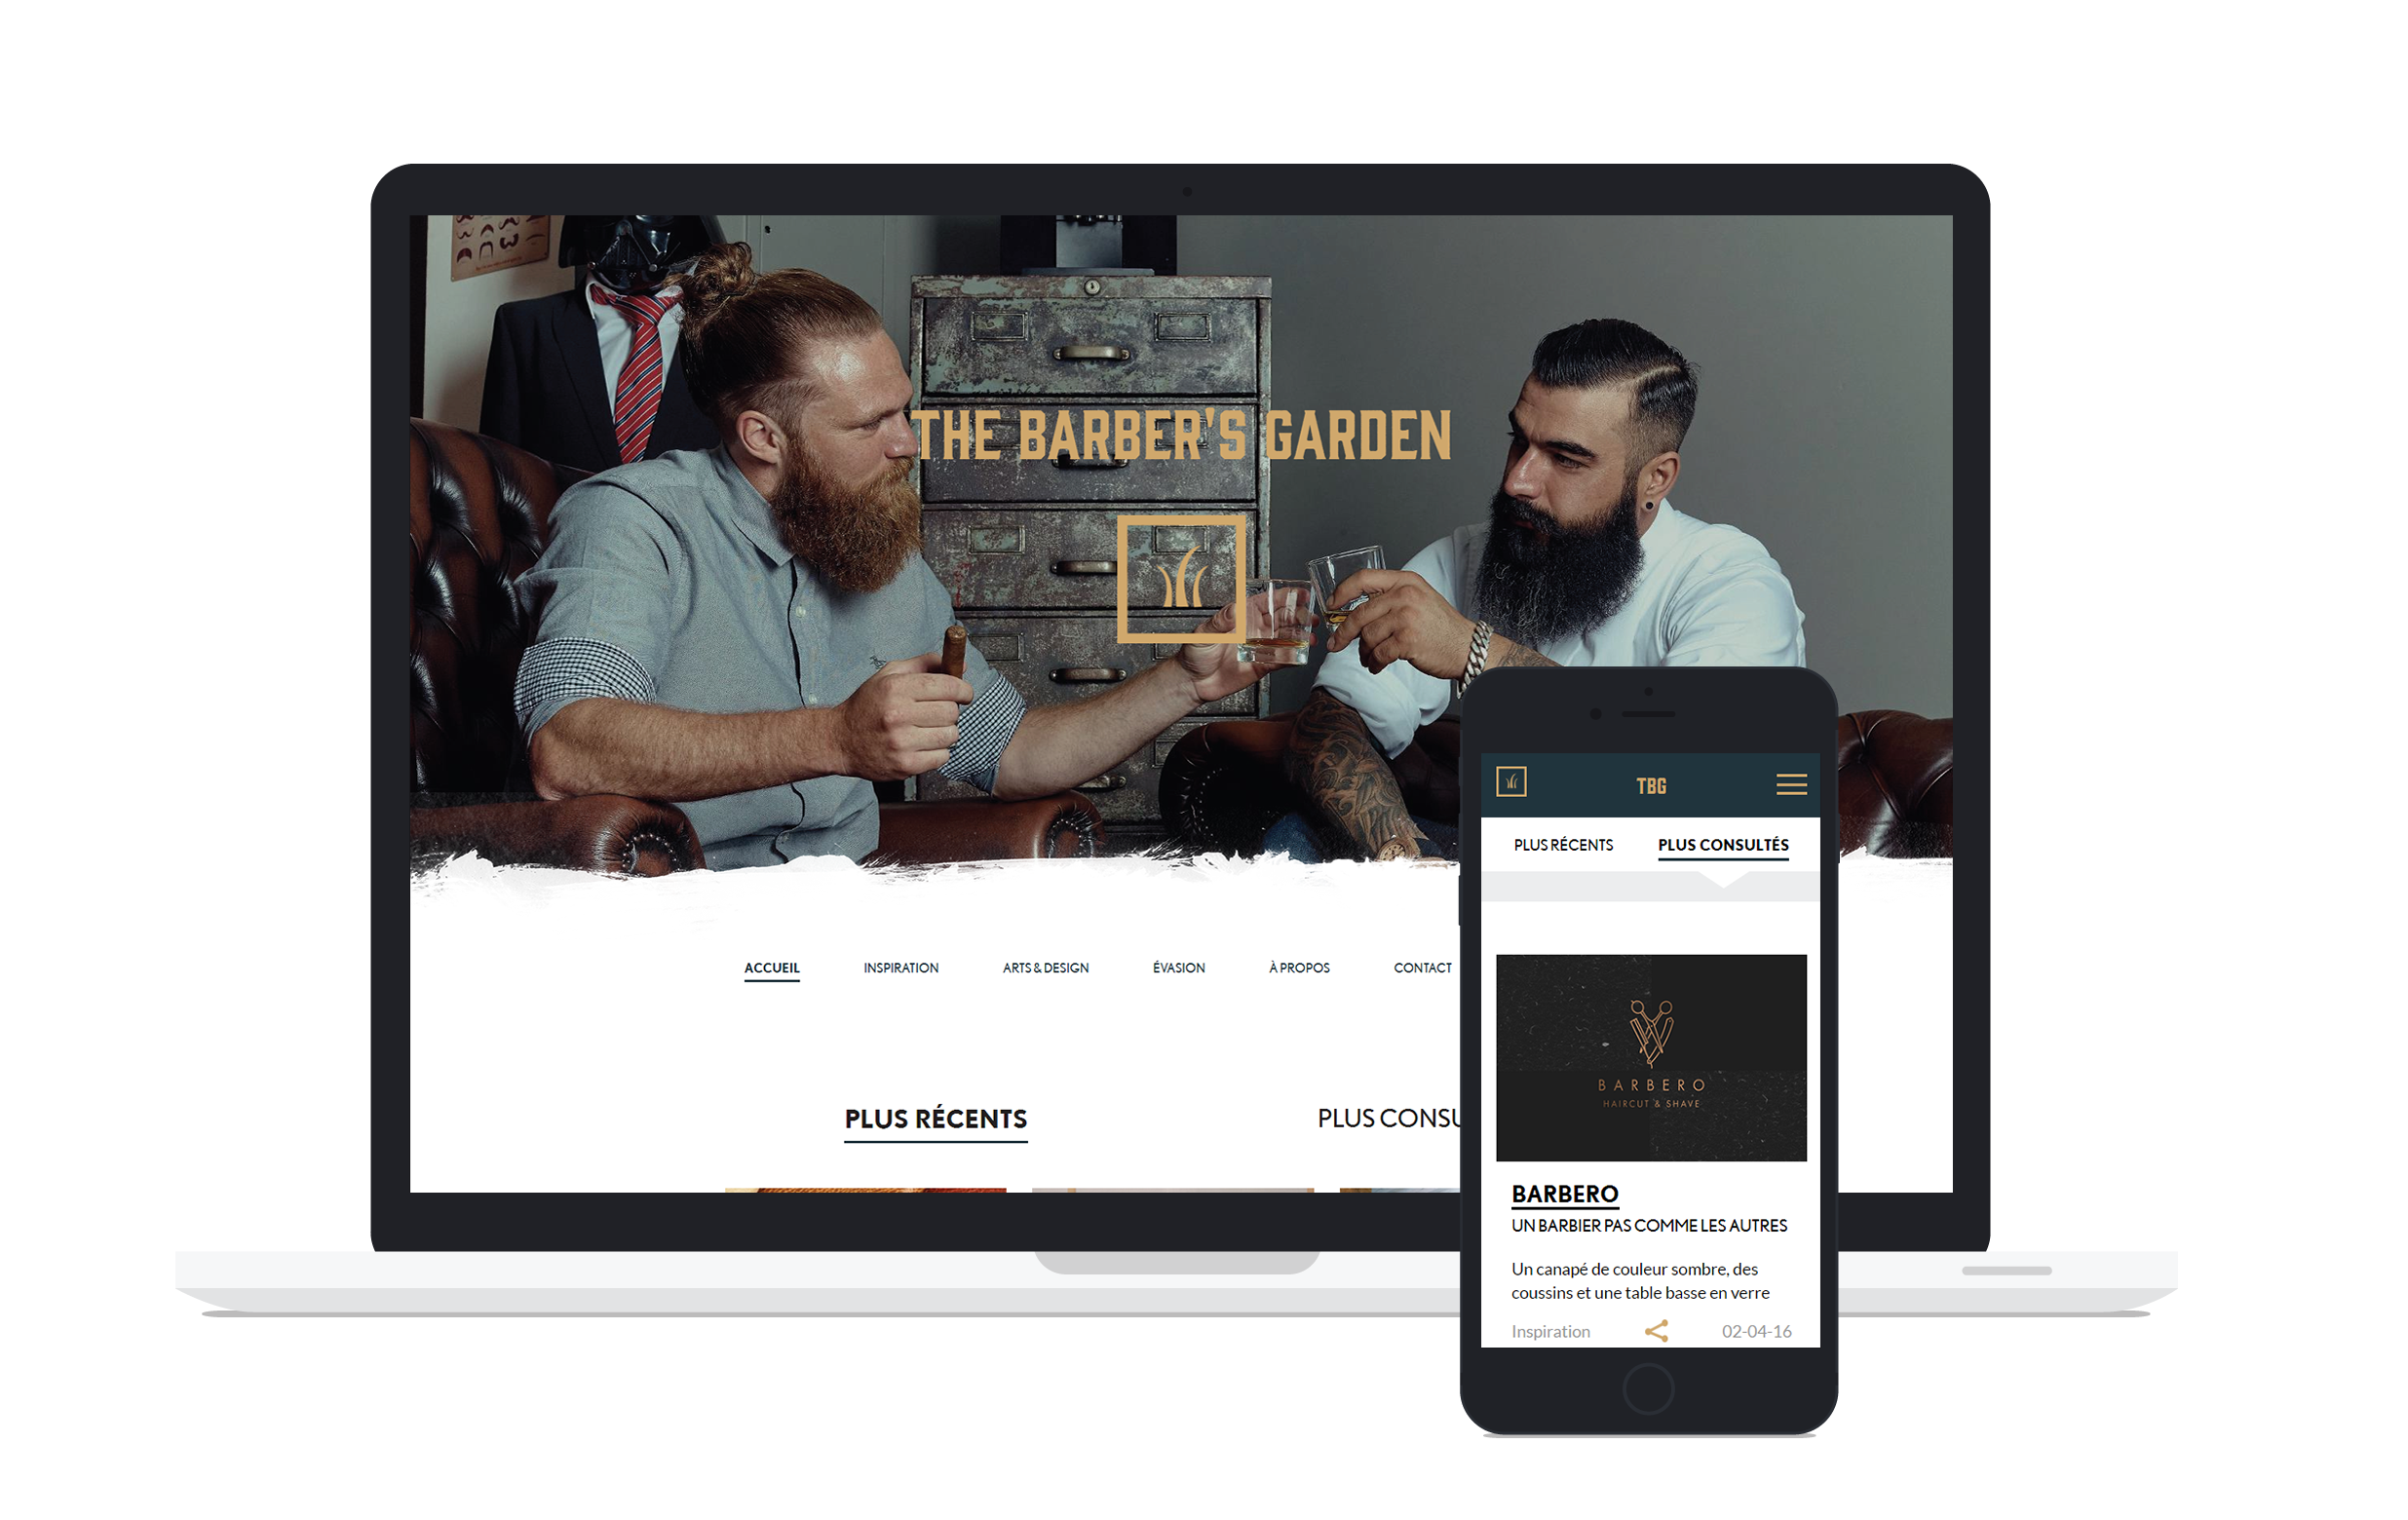 THE BARBER'S GARDEN
ACCUEIL
INSPIRATION
ARTS & DESIGN
ÉVASION
À PROPOS
CONTACT
PLUS RÉCENTS
PLUS CONSU
TBG
PLUS RÉCENTS
PLUS CONSULTÉS
BARBERO
HAIRCUT & SHAVE
BARBERO
UN BARBIER PAS COMME LES AUTRES
Un canapé de couleur sombre, des
coussins et une table basse en verre
Inspiration
02-04-16